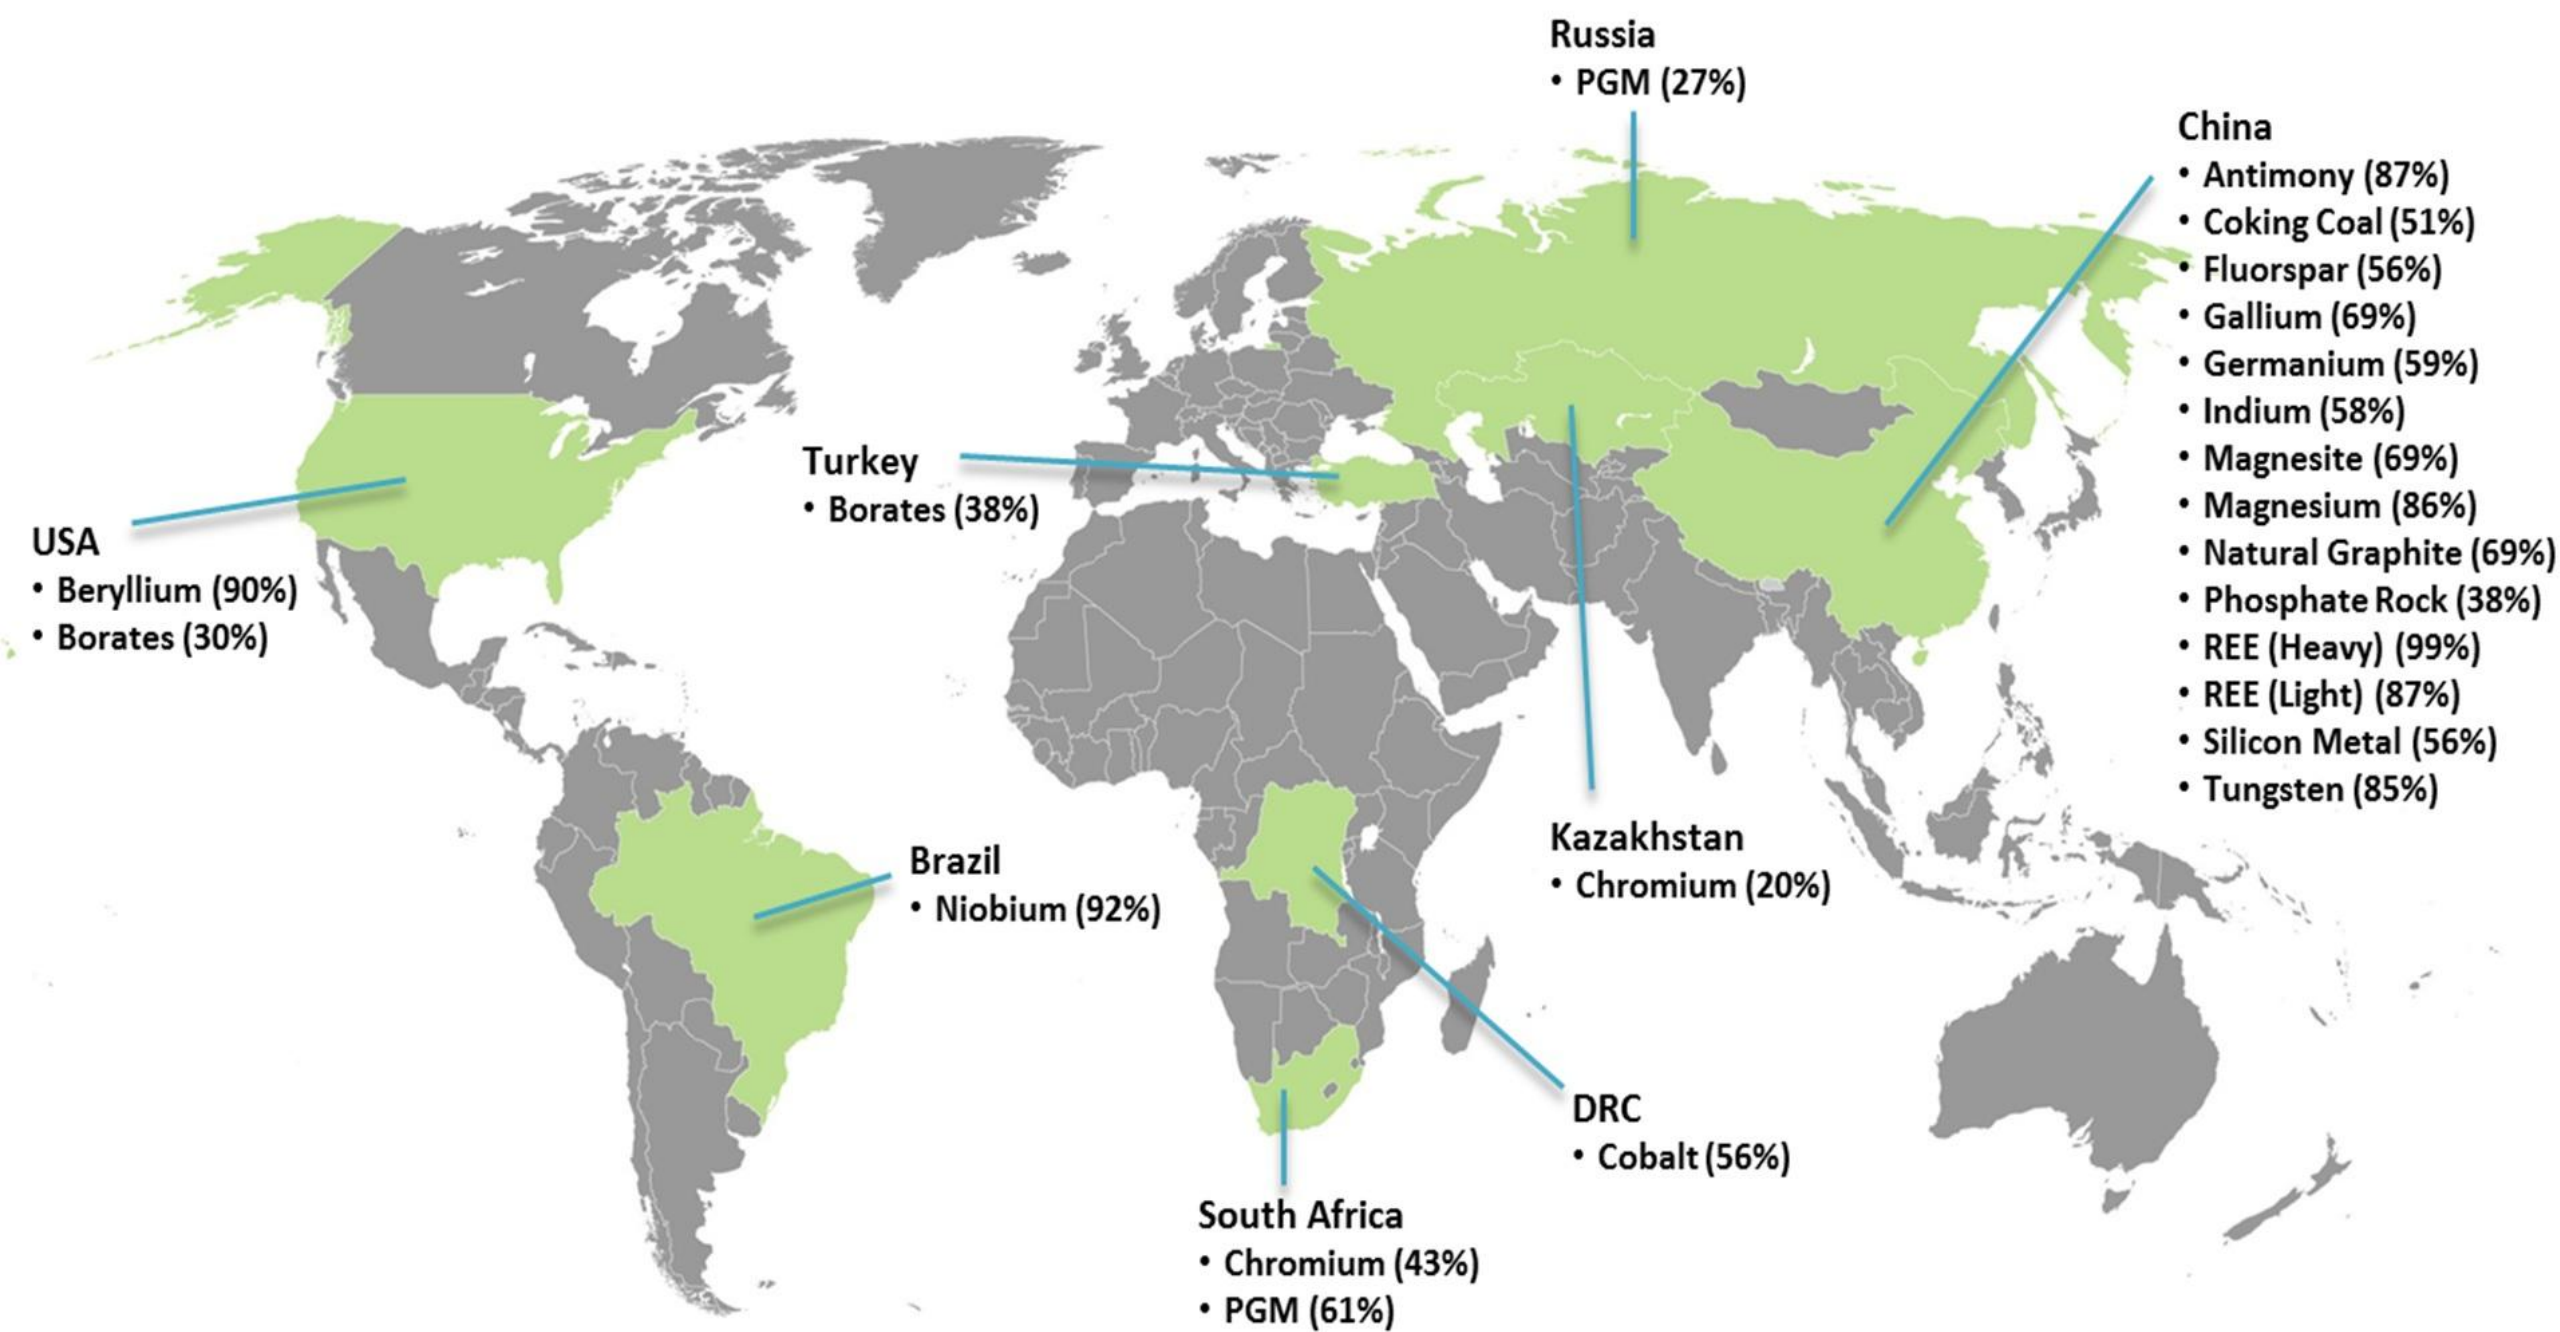 Russia
• PGM (27%)
China
• Antimony (87%)
• Coking Coal (51%)
• Fluorspar (56%)
• Gallium (69%)
• Germanium (59%)
• Indium (58%)
• Magnesite (69%)
• Magnesium (86%)
• Natural Graphite (69%)
• Phosphate Rock (38%)
• REE (Heavy) (99%)
• REE (Light) (87%)
• Silicon Metal (56%)
• Tungsten (85%)
Turkey
• Borates (38%)
USA
• Beryllium (90%)
• Borates (30%)
Brazil
• Niobium (92%)
Kazakhstan
• Chromium (20%)
DRC
• Cobalt (56%)
South Africa
• Chromium (43%)
• PGM (61%)